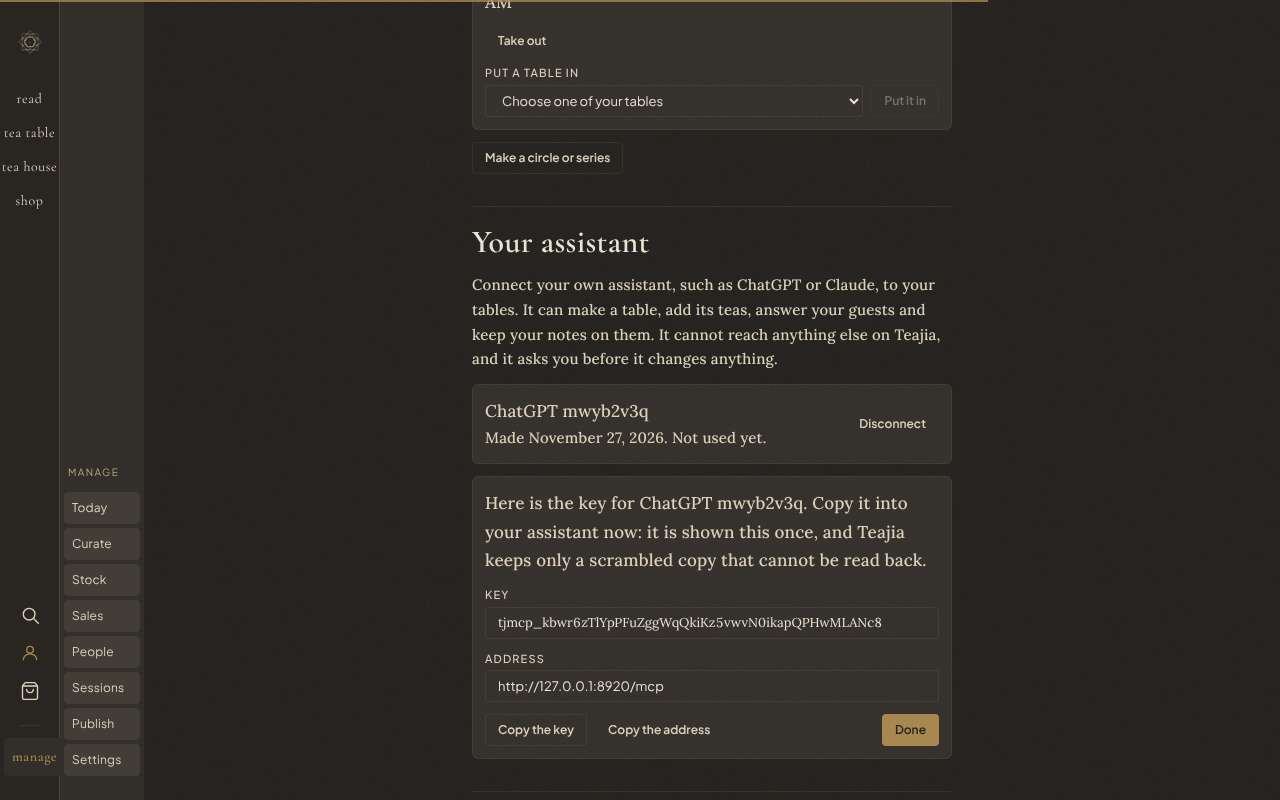 read
tea table
tea house
shop
MANAGE
Today
Curate
Stock
Sales
People
Sessions
Publish
Settings
manage
AM
Take out
PUT A TABLE IN
Choose one of your tables
Put it in
Make a circle or series
Your assistant
Connect your own assistant, such as ChatGPT or Claude, to your
tables. It can make a table, add its teas, answer your guests and
keep your notes on them. It cannot reach anything else on Teajia,
and it asks you before it changes anything.
ChatGPT mwyb2v3q
Made November 27, 2026. Not used yet.
Disconnect
Here is the key for ChatGPT mwyb2v3q. Copy it into
your assistant now: it is shown this once, and Teajia
keeps only a scrambled copy that cannot be read back.
KEY
tjmcp_kbwr6zTlYpPFuZggWqQkiKz5vwvN0ikapQPHwMLANc8
ADDRESS
http://127.0.0.1:8920/mcp
Copy the key
Copy the address
Done